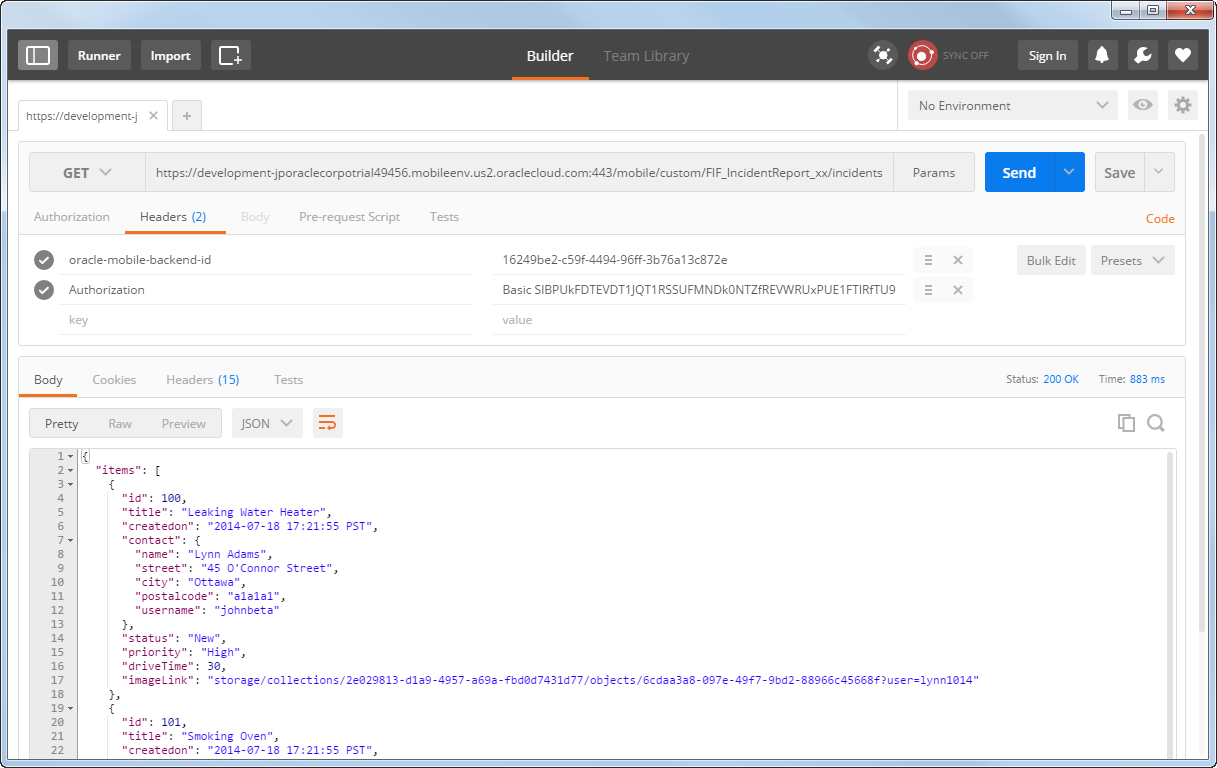 Runner Import Builder Team Library SYNC OFF Sign In
https://development-j No Environment
GET https://development-jporaclecorpotrial49456.mobileenv.us2.oraclecloud.com:443/mobile/custom/FIF_IncidentReport_xx/incidents Params Send Save
Authorization Headers (2) Body Pre-request Script Tests Code
oracle-mobile-backend-id 16249be2-c59f-4494-96ff-3b76a13c872e Bulk Edit Presets
Authorization Basic SlBPUkFDTEVDT1JQT1RSSUFMNDk0NTZfREVWRUxPUE1FTlRfTU9
key value
Body Cookies Headers (15) Tests Status: 200 OK Time: 883 ms
Pretty Raw Preview JSON
1 {
2 "items": [
3 {
4 "id": 100,
5 "title": "Leaking Water Heater",
6 "createdon": "2014-07-18 17:21:55 PST",
7 "contact": {
8 "name": "Lynn Adams",
9 "street": "45 O'Connor Street",
10 "city": "Ottawa",
11 "postalcode": "a1a1a1",
12 "username": "johnbeta"
13 },
14 "status": "New",
15 "priority": "High",
16 "driveTime": 30,
17 "imageLink": "storage/collections/2e029813-d1a9-4957-a69a-fbd0d7431d77/objects/6cdaa3a8-097e-49f7-9bd2-88966c45668f?user=lynn1014"
18 },
19 {
20 "id": 101,
21 "title": "Smoking Oven",
22 "createdon": "2014-07-18 17:21:55 PST",